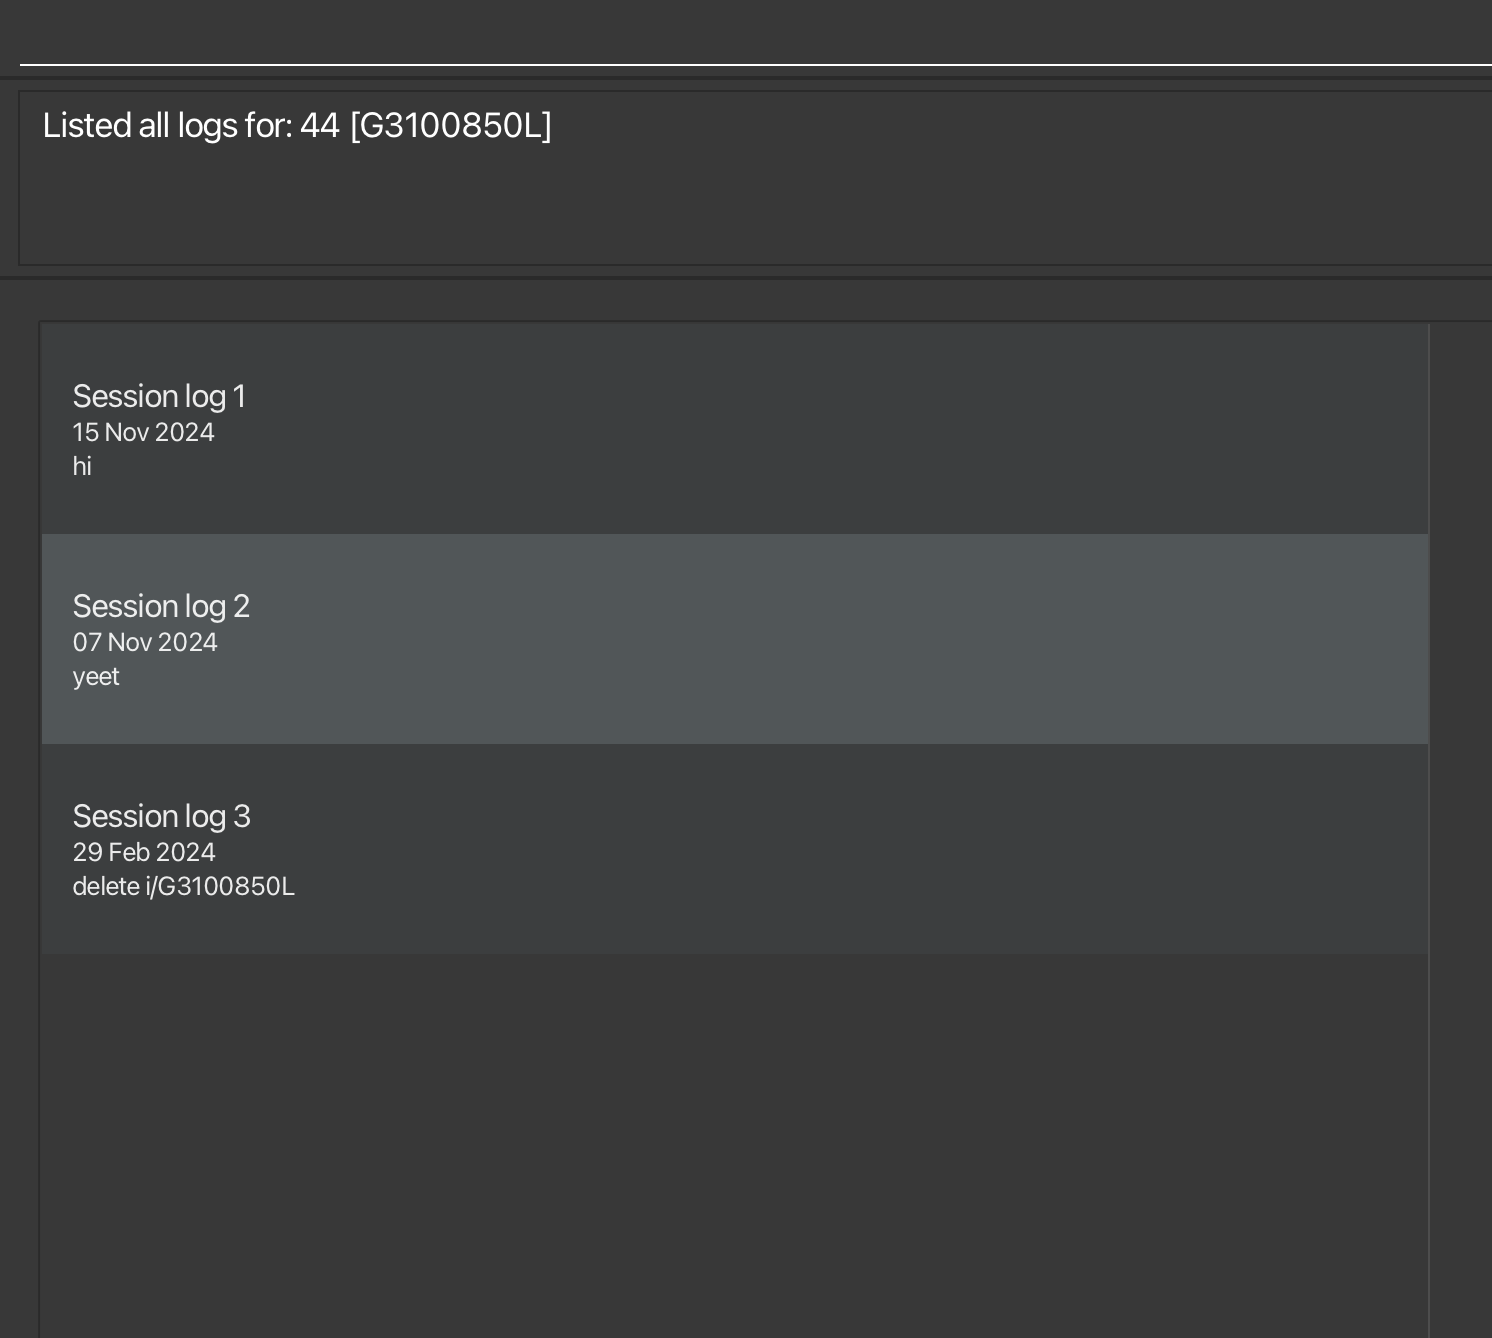 Listed all logs for: 44 [G3100850L]
Session log 1
15 Nov 2024
hi
Session log 2
07 Nov 2024
yeet
Session log 3
29 Feb 2024
delete i/G3100850L